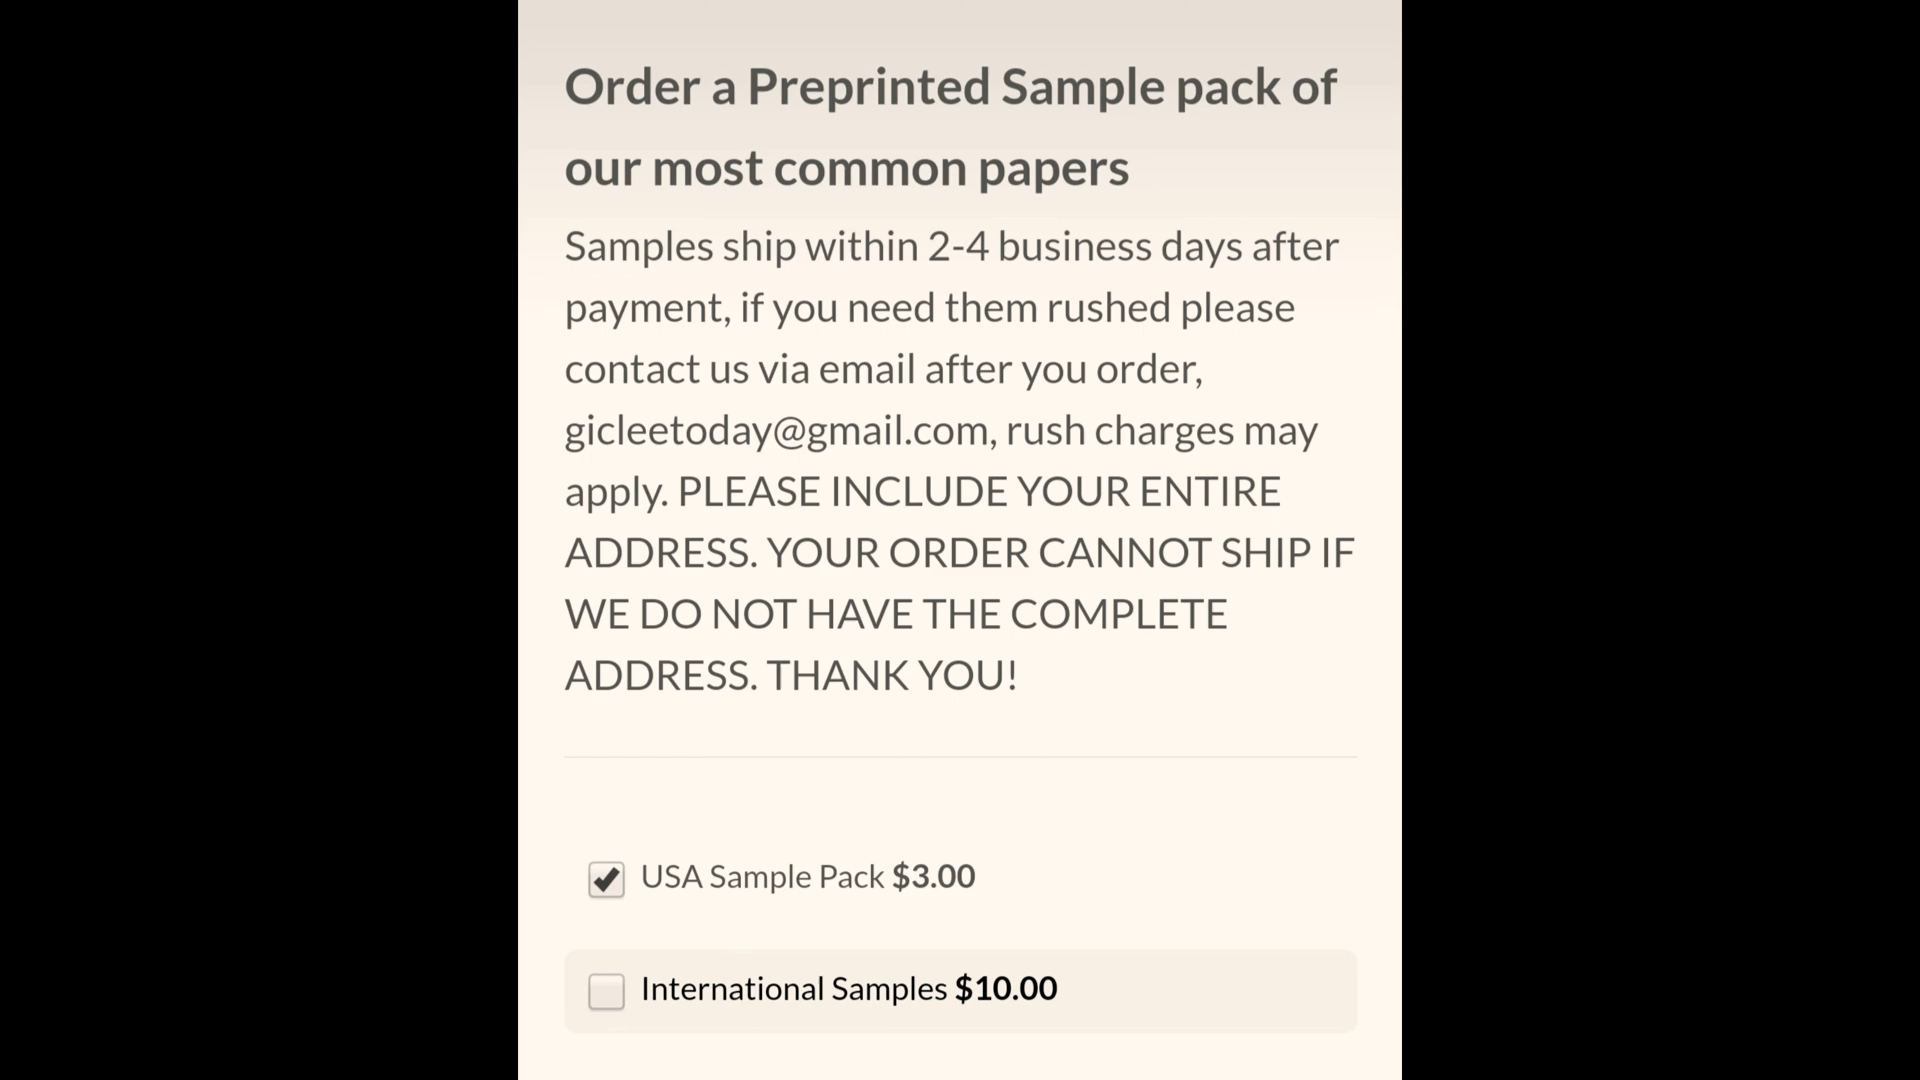 Order a Preprinted Sample pack of
our most common papers
Samples ship within 2-4 business days after
payment, if you need them rushed please
contact us via email after you order,
gicleetoday@gmail.com, rush charges may
apply. PLEASE INCLUDE YOUR ENTIRE
ADDRESS. YOUR ORDER CANNOT SHIP IF
WE DO NOT HAVE THE COMPLETE
ADDRESS. THANK YOU!
USA Sample Pack $3.00
International Samples $10.00